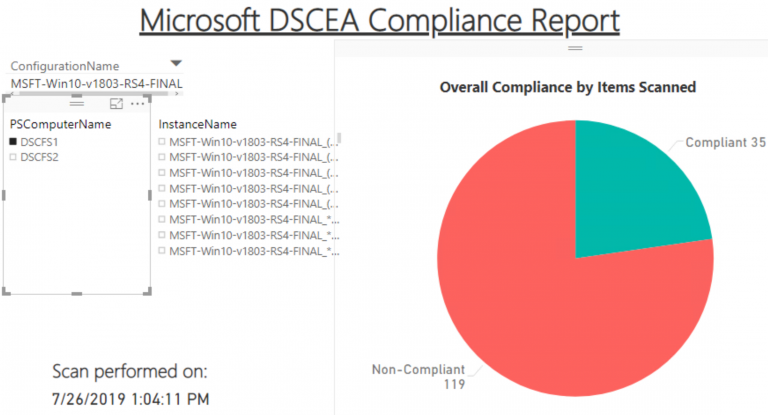 Microsoft DSCEA Compliance Report
ConfigurationName
MSFT-Win10-v1803-RS4-FINAL
PSComputerName
DSCFS1
DSCFS2
InstanceName
MSFT-Win10-v1803-RS4-FINAL_(...
MSFT-Win10-v1803-RS4-FINAL_(...
MSFT-Win10-v1803-RS4-FINAL_(...
MSFT-Win10-v1803-RS4-FINAL_(...
MSFT-Win10-v1803-RS4-FINAL_(...
MSFT-Win10-v1803-RS4-FINAL_*...
MSFT-Win10-v1803-RS4-FINAL_*...
MSFT-Win10-v1803-RS4-FINAL_*...
Scan performed on:
7/26/2019 1:04:11 PM
Overall Compliance by Items Scanned
Compliant 35
Non-Compliant
119